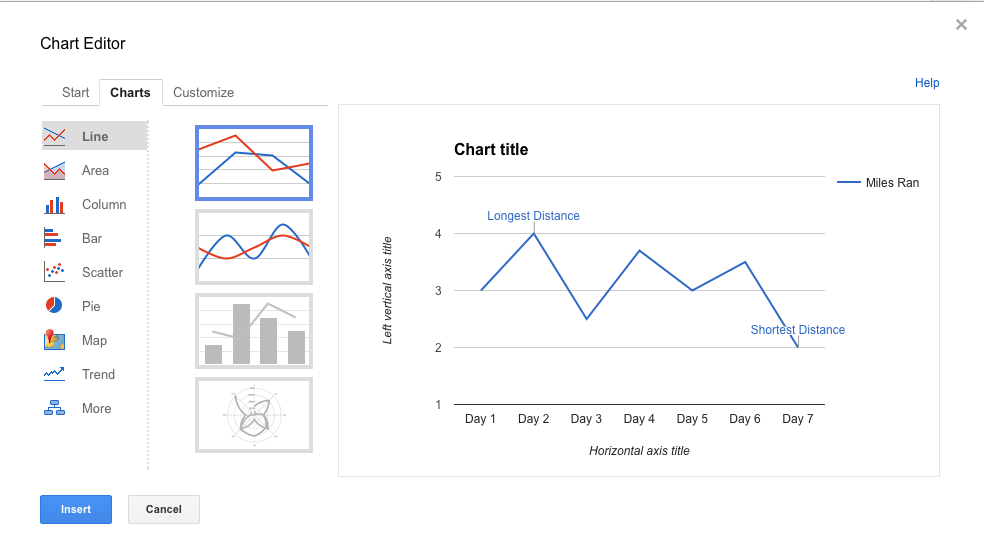 Chart Editor
Help
Start Charts Customize
Line
Area
Column
Bar
Scatter
Pie
Map
Trend
More
Chart title
Miles Ran
5
4
3
2
1
Left vertical axis title
Longest Distance
Shortest Distance
Day 1 Day 2 Day 3 Day 4 Day 5 Day 6 Day 7
Horizontal axis title
Insert Cancel